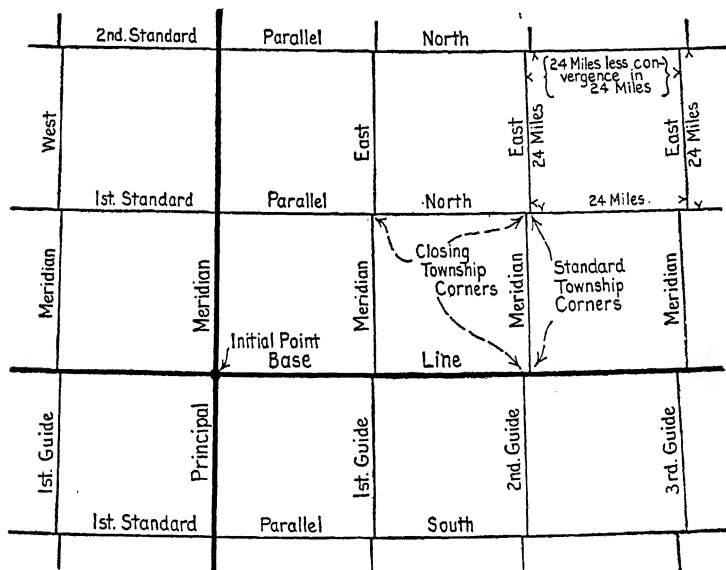 2nd. Standard Parallel North
24 Miles less con-
vergence in
24 Miles
West
East
East
24 Miles
East
24 Miles
1st. Standard Parallel North
24 Miles.
Closing
Township
Corners
Standard
Township
Corners
Meridian
Meridian
Meridian
Meridian
Meridian
Initial Point
Base Line
1st. Guide
Principal
1st. Guide
2nd. Guide
3rd. Guide
1st. Standard Parallel South